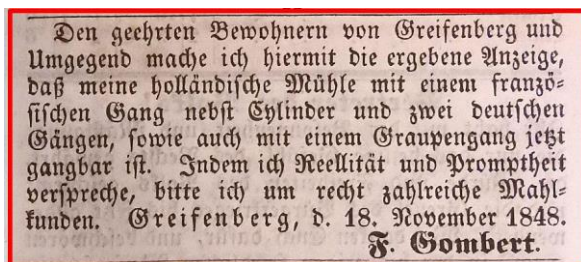 Den geehrten Bewohnern von Greifenberg und
Umgegend mache ich hiermit die ergebene Anzeige,
daß meine holländische Mühle mit einem französischen
sischen Gang nebst Cylinder und zwei deutschen
Gängen, sowie auch mit einem Graupengang jetzt
gangbar ist. Indem ich Reellität und Promptheit
verspreche, bitte ich um recht zahlreiche Mahl-
kunden. Greifenberg, d. 18. November 1848.
F. Gombert.